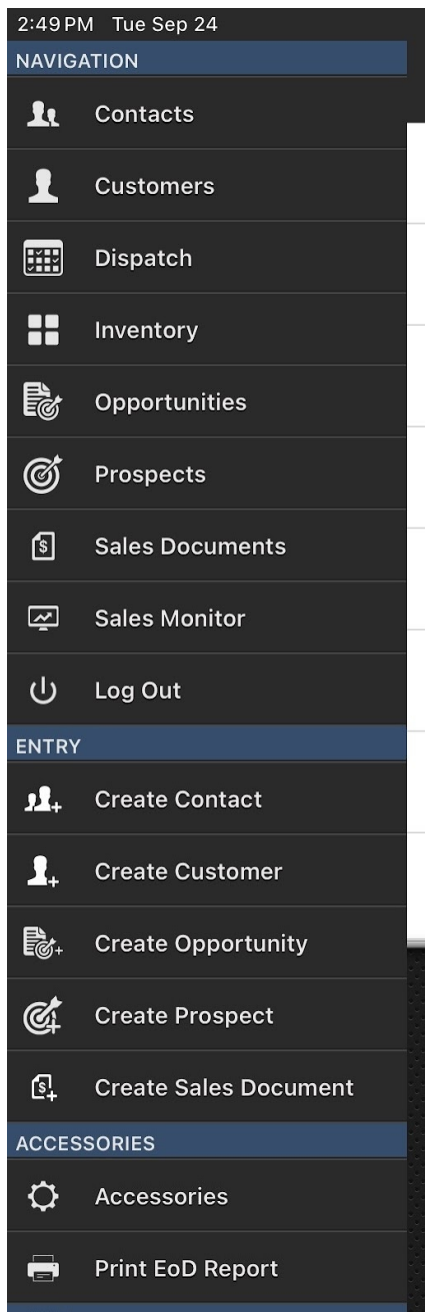 2:49 PM Tue Sep 24
NAVIGATION
Contacts
Customers
Dispatch
Inventory
Opportunities
Prospects
Sales Documents
Sales Monitor
Log Out
ENTRY
Create Contact
Create Customer
Create Opportunity
Create Prospect
Create Sales Document
ACCESSORIES
Accessories
Print EoD Report